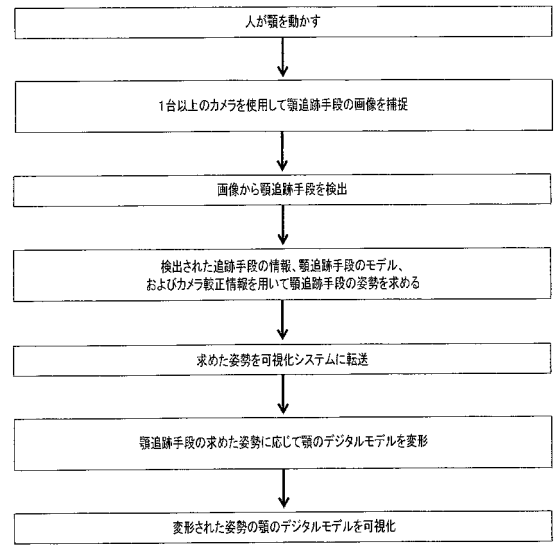 人が顎を動かす
1台以上のカメラを使用して顎追跡手段の画像を捕捉
画像から顎追跡手段を検出
検出された追跡手段の情報、顎追跡手段のモデル、
およびカメラ較正情報を用いて顎追跡手段の姿勢を求める
求めた姿勢を可視化システムに転送
顎追跡手段の求めた姿勢に応じて顎のデジタルモデルを変形
変形された姿勢の顎のデジタルモデルを可視化